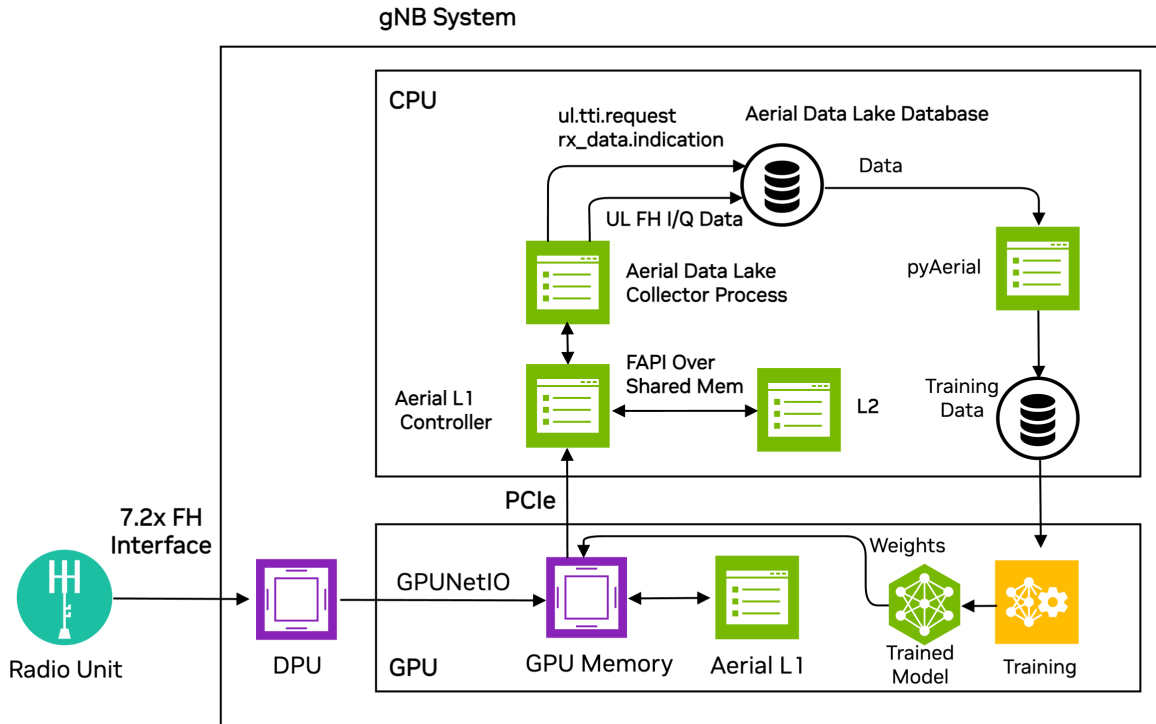 gNB System
CPU
ul.tti.request
rx_data.indication
Aerial Data Lake Database
Data
UL FH I/Q Data
pyAerial
Aerial Data Lake
Collector Process
FAPI Over
Shared Mem
Aerial L1
Controller
L2
Training
Data
PCIe
7.2x FH
Interface
Weights
GPUNetIO
Radio Unit
DPU
GPU Memory
Aerial L1
Trained
Model
Training
GPU